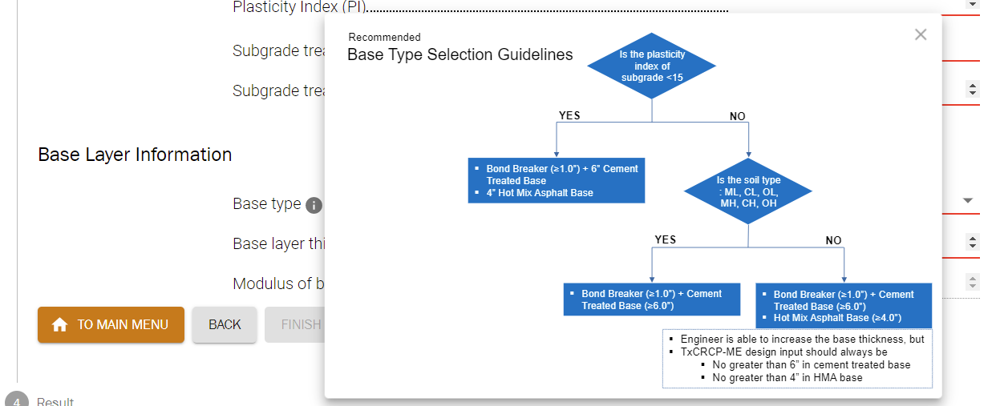 Plasticity Index (PI)
Recommended
Base Type Selection Guidelines
Is the plasticity
index of
subgrade <15
Subgrade
Subgrade
YES
NO
Base Layer Information
▪ Bond Breaker (≥1.0”) + 6” Cement
Treated Base
▪ 4” Hot Mix Asphalt Base
Is the soil type
: ML, CL, OL,
MH, CH, OH
Base type i
Base layer
YES
NO
Modulus of
▪ Bond Breaker (≥1.0”) + Cement
Treated Base (≥6.0”)
▪ Bond Breaker (≥1.0”) + Cement
Treated Base (≥6.0”)
▪ Hot Mix Asphalt Base (≥4.0”)
TO MAIN MENU
BACK
FINISH
▪ Engineer is able to increase the base thickness, but
▪ TxCRCP-ME design input should always be
▪ No greater than 6” in cement treated base
▪ No greater than 4” in HMA base
4 Result